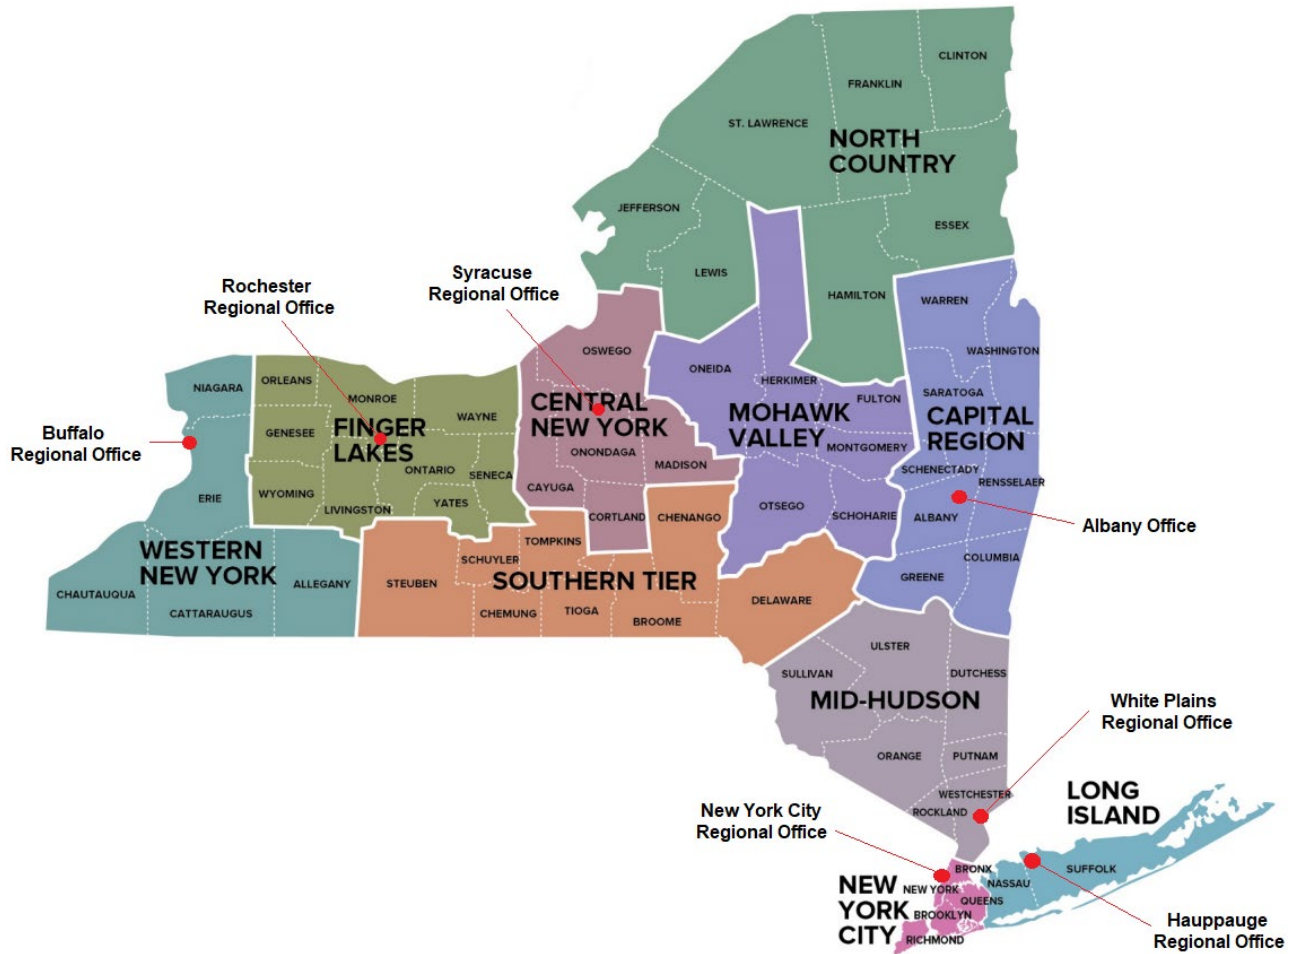 CLINTON
FRANKLIN
ST. LAWRENCE
NORTH
COUNTRY
JEFFERSON
ESSEX
LEWIS
HAMILTON
Syracuse
Regional Office
Rochester
Regional Office
WARREN
WASHINGTON
OSWEGO
ONEIDA
HERKIMER
NIAGARA
ORLEANS
MONROE
WAYNE
FULTON
SARATOGA
CENTRAL
NEW YORK
MOHAWK
VALLEY
CAPITAL
REGION
FINGER
LAKES
GENESEE
Buffalo
Regional Office
MONTGOMERY
ONONDAGA
MADISON
ONTARIO
SENECA
SCHENECTADY
RENSSELAER
CAYUGA
ERIE
WYOMING
LIVINGSTON
YATES
CORTLAND
CHENANGO
OTSEGO
SCHOHARIE
ALBANY
Albany Office
WESTERN
NEW YORK
TOMPKINS
SCHUYLER
SOUTHERN TIER
COLUMBIA
GREENE
CHAUTAUQUA
CATTARAUGUS
ALLEGANY
STEUBEN
CHEMUNG
TIOGA
BROOME
DELAWARE
ULSTER
SULLIVAN
DUTCHESS
MID-HUDSON
White Plains
Regional Office
ORANGE
PUTNAM
WESTCHESTER
ROCKLAND
LONG
ISLAND
New York City
Regional Office
BRONX
NASSAU
SUFFOLK
NEW
YORK
CITY
NEW YORK
QUEENS
BROOKLYN
RICHMOND
Hauppauge
Regional Office